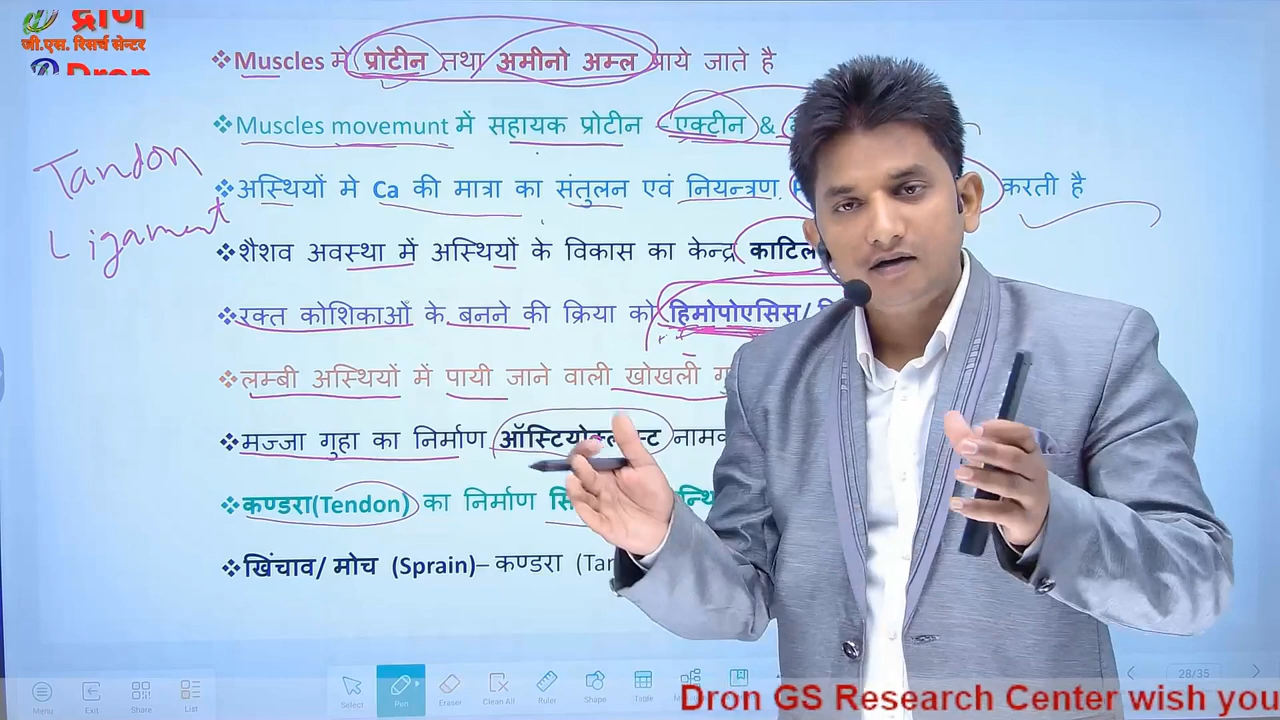 द्रोण
जी.एस. रिसर्च सेन्टर
Dron
❖Muscles मे प्रोटीन तथा अमीनो अम्ल पाये जाते है
❖Muscles movemunt में सहायक प्रोटीन - एक्टीन &
Tandon
Ligament
❖अस्थियों मे Ca की मात्रा का संतुलन एवं नियन्त्रण करती है
❖शैशव अवस्था में अस्थियों के विकास का केन्द्र
❖रक्त कोशिकाओं के बनने की क्रिया को हिमोपोएसिस/
❖लम्बी अस्थियों में पायी जाने वाली खोखली
❖मज्जा गुहा का निर्माण
❖कण्डरा(Tendon) का निर्माण
❖खिंचाव/ मोच (Sprain)– कण्डरा
Menu Exit Share List Select Pen Eraser Clean All Ruler Shape Table 28/35
Dron GS Research Center wish you